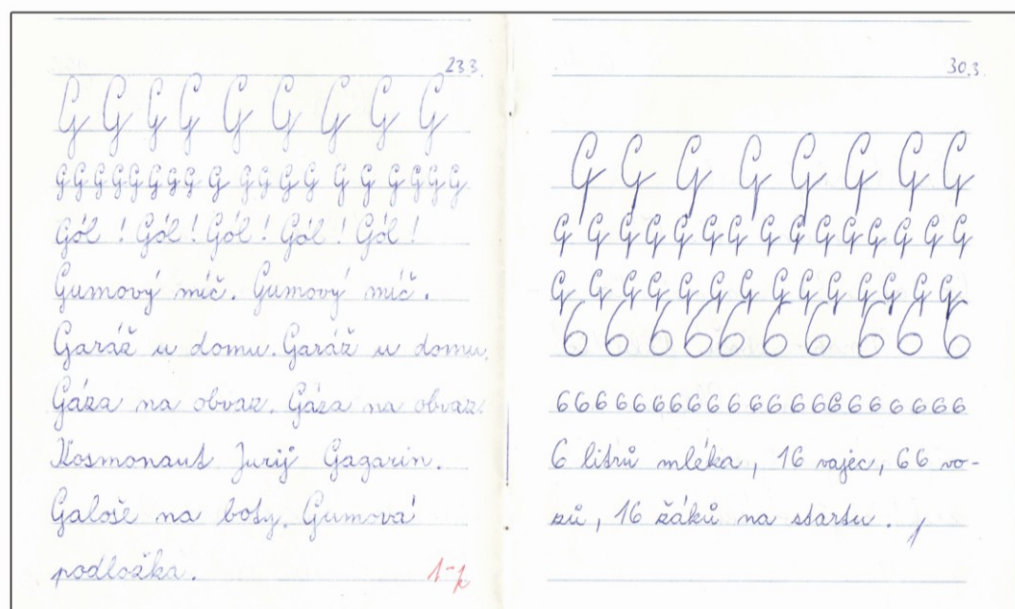 23.3.
G G G G G G G G G
G G G G G G G G G G G G G G G G G G G
Gól! Gól! Gól! Gól! Gól!
Gumový míč. Gumový míč.
Garáž u domu. Garáž u domu.
Gáza na obvaz. Gáza na obvaz.
Kosmonaut Jurij Gagarin.
Galoše na boty. Gumová
podložka.
30.3.
G G G G G G G G
G G G G G G G G G G G G G G G
G G G G G G G G G G G G G G
6 6 6 6 6 6 6 6 6 6
6 6 6 6 6 6 6 6 6 6 6 6 6 6 6 6 6 6 6 6 6 6
6 litrů mléka, 16 vajec, 66 vo-
zů, 16 žáků na startu. 1